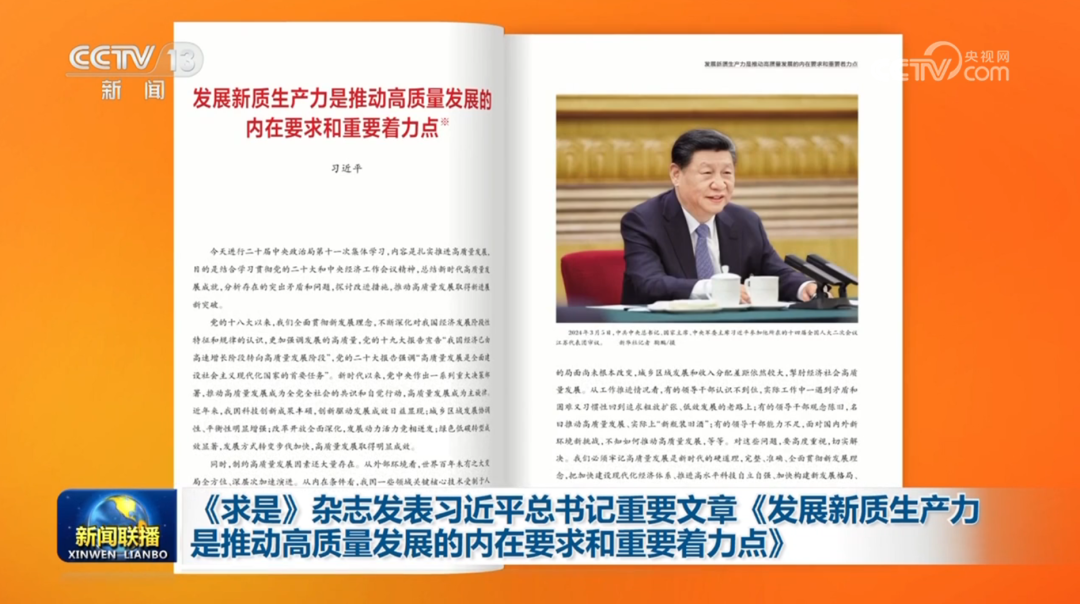 CCTV 13
新闻
央视网
CCTV.com
发展新质生产力是推动高质量发展的
内在要求和重要着力点※
习近平
今天进行二十届中央政治局第十一次集体学习，内容是扎实推进高质量发展，
目的是结合学习贯彻党的二十大和中央经济工作会议精神，总结新时代高质量发
展成就，分析存在的突出矛盾和问题，探讨改进措施，推动高质量发展取得新进展
新突破。
党的十八大以来，我们全面贯彻新发展理念，不断深化对我国经济发展阶段性
特征和规律的认识，更加强调发展的高质量，党的十九大报告宣告“我国经济已由
高速增长阶段转向高质量发展阶段”，党的二十大报告强调“高质量发展是全面建
设社会主义现代化国家的首要任务”。新时代以来，党中央作出一系列重大决策部
署，推动高质量发展成为全党全社会的共识和自觉行动，高质量发展成为主旋律。
近年来，我国科技创新成果丰硕，创新驱动发展成效日益显现；城乡区域发展协调
性、平衡性明显增强；改革开放全面深化，发展动力活力竞相迸发；绿色低碳转型成
效显著，发展方式转变步伐加快，高质量发展取得明显成效。
同时，制约高质量发展因素还大量存在。从外部环境看，世界百年未有之大变
局全方位、深层次加速演进。从内在条件看，我国一些领域关键核心技术受制于人
发展新质生产力是推动高质量发展的内在要求和重要着力点
2024年3月5日，中共中央总书记、国家主席、中央军委主席习近平参加他所在的十四届全国人大二次会议
江苏代表团审议。 新华社记者 鞠鹏/摄
的局面尚未根本改变，城乡区域发展和收入分配差距依然较大，掣肘经济社会高质
量发展。从工作推进情况看，有的领导干部认识不到位，实际工作中一遇到矛盾和
困难又习惯性回到追求粗放扩张、低效发展的老路上；有的领导干部观念陈旧，名
曰推动高质量发展、实际上“新瓶装旧酒”；有的领导干部能力不足，面对国内外新
环境新挑战，不知如何推动高质量发展，等等。对这些问题，要高度重视，切实解
决。我们必须牢记高质量发展是新时代的硬道理，完整、准确、全面贯彻新发展理
念，把加快建设现代化经济体系、推进高水平科技自立自强、加快构建新发展格局、
新闻联播
XINWEN LIANBO
《求是》杂志发表习近平总书记重要文章《发展新质生产力
是推动高质量发展的内在要求和重要着力点》